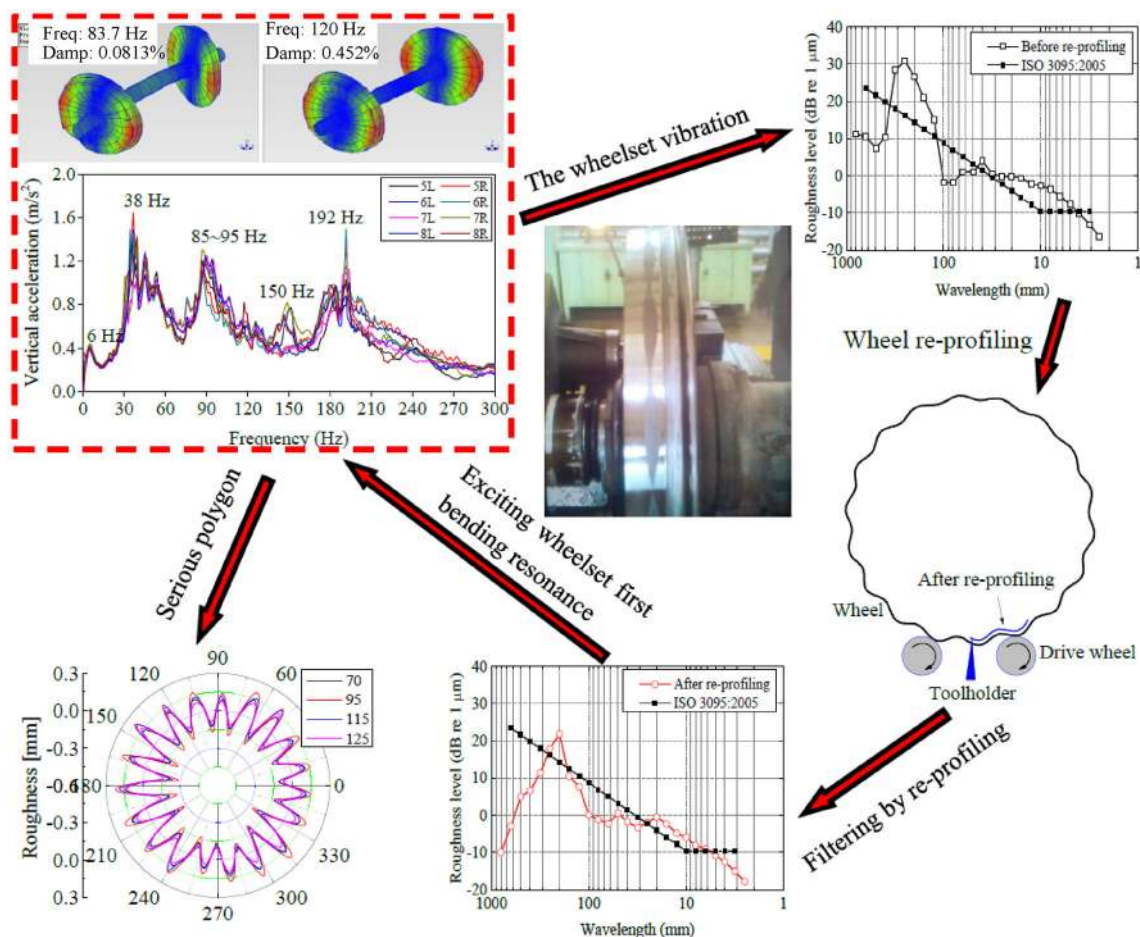 Freq: 83.7 Hz
Damp: 0.0813%
Freq: 120 Hz
Damp: 0.452%
Vertical acceleration (m/s²)
2.0
1.6
1.2
0.8
0.4
0.0
38 Hz
85~95 Hz
192 Hz
150 Hz
6 Hz
5L 5R
6L 6R
7L 7R
8L 8R
0 30 60 90 120 150 180 210 240 270 300
Frequency (Hz)
The wheelset vibration
Roughness level (dB re 1 μm)
40
30
20
10
0
-10
-20
Before re-profiling
ISO 3095:2005
1000 100 10 1
Wavelength (mm)
Wheel re-profiling
After re-profiling
Wheel
Drive wheel
Toolholder
Filtering by re-profiling
Roughness level (dB re 1 μm)
40
30
20
10
0
-10
-20
After re-profiling
ISO 3095:2005
1000 100 10 1
Wavelength (mm)
Exciting wheelset first
bending resonance
Serious polygon
Roughness [mm]
0.3
0.0
-0.3
-0.6
-0.3
0.0
0.3
90
120 60
150
180 0
210 330
240 300
270
70
95
115
125